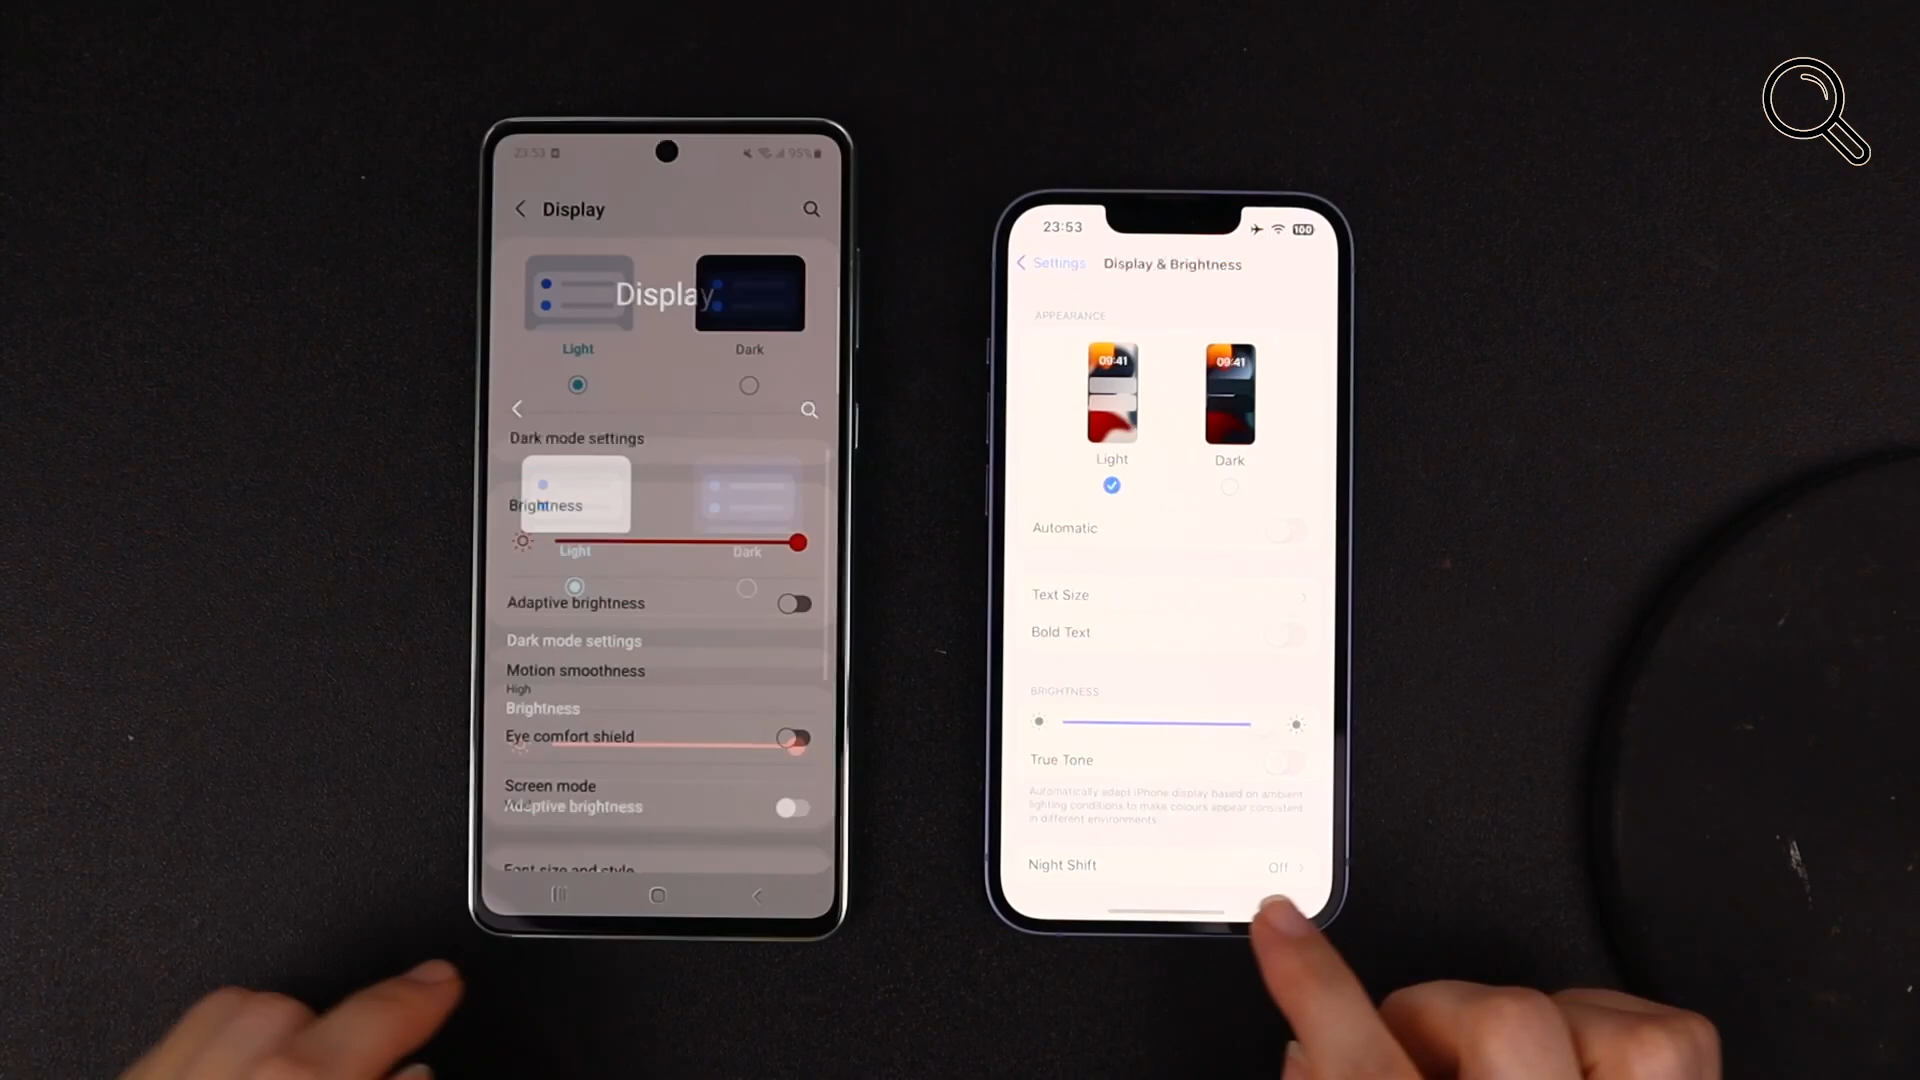 23:53
95%
Display
Display
Light
Dark
Dark mode settings
Brightness
Light
Dark
Adaptive brightness
Dark mode settings
Motion smoothness
High
Brightness
Eye comfort shield
Screen mode
Adaptive brightness
Font size and style
23:53
100
Settings
Display & Brightness
APPEARANCE
09:41
09:41
Light
Dark
Automatic
Text Size
Bold Text
BRIGHTNESS
True Tone
Automatically adapt iPhone display based on ambient
lighting conditions to make colours appear consistent
in different environments.
Night Shift
Off